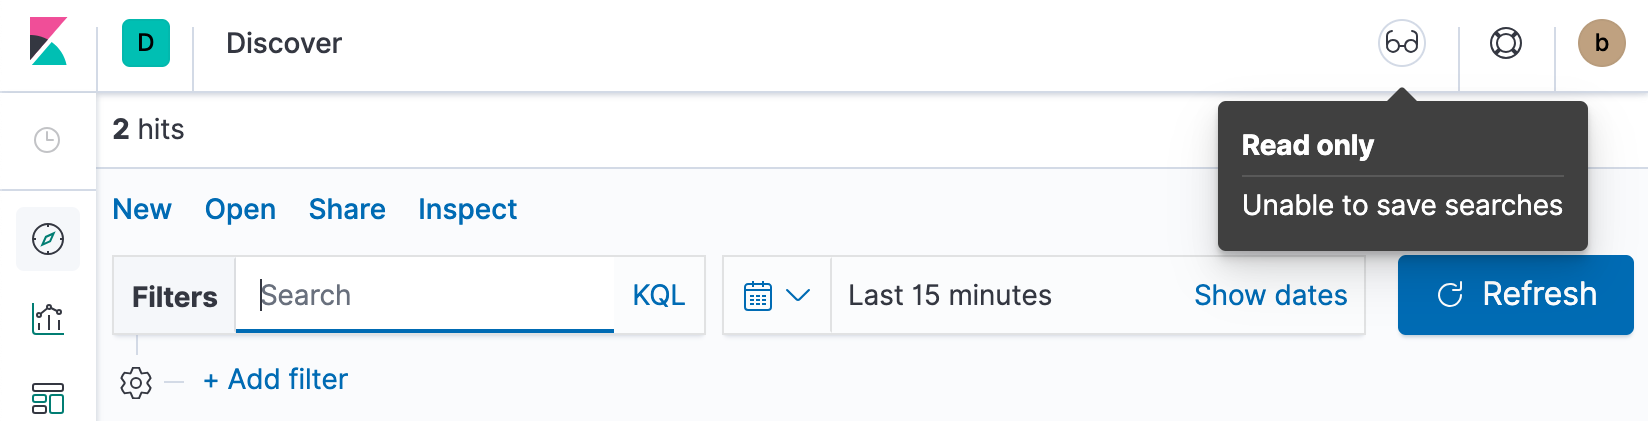 D
Discover
b
2 hits
Read only
Unable to save searches
New Open Share Inspect
Filters Search KQL
Last 15 minutes Show dates
Refresh
+ Add filter